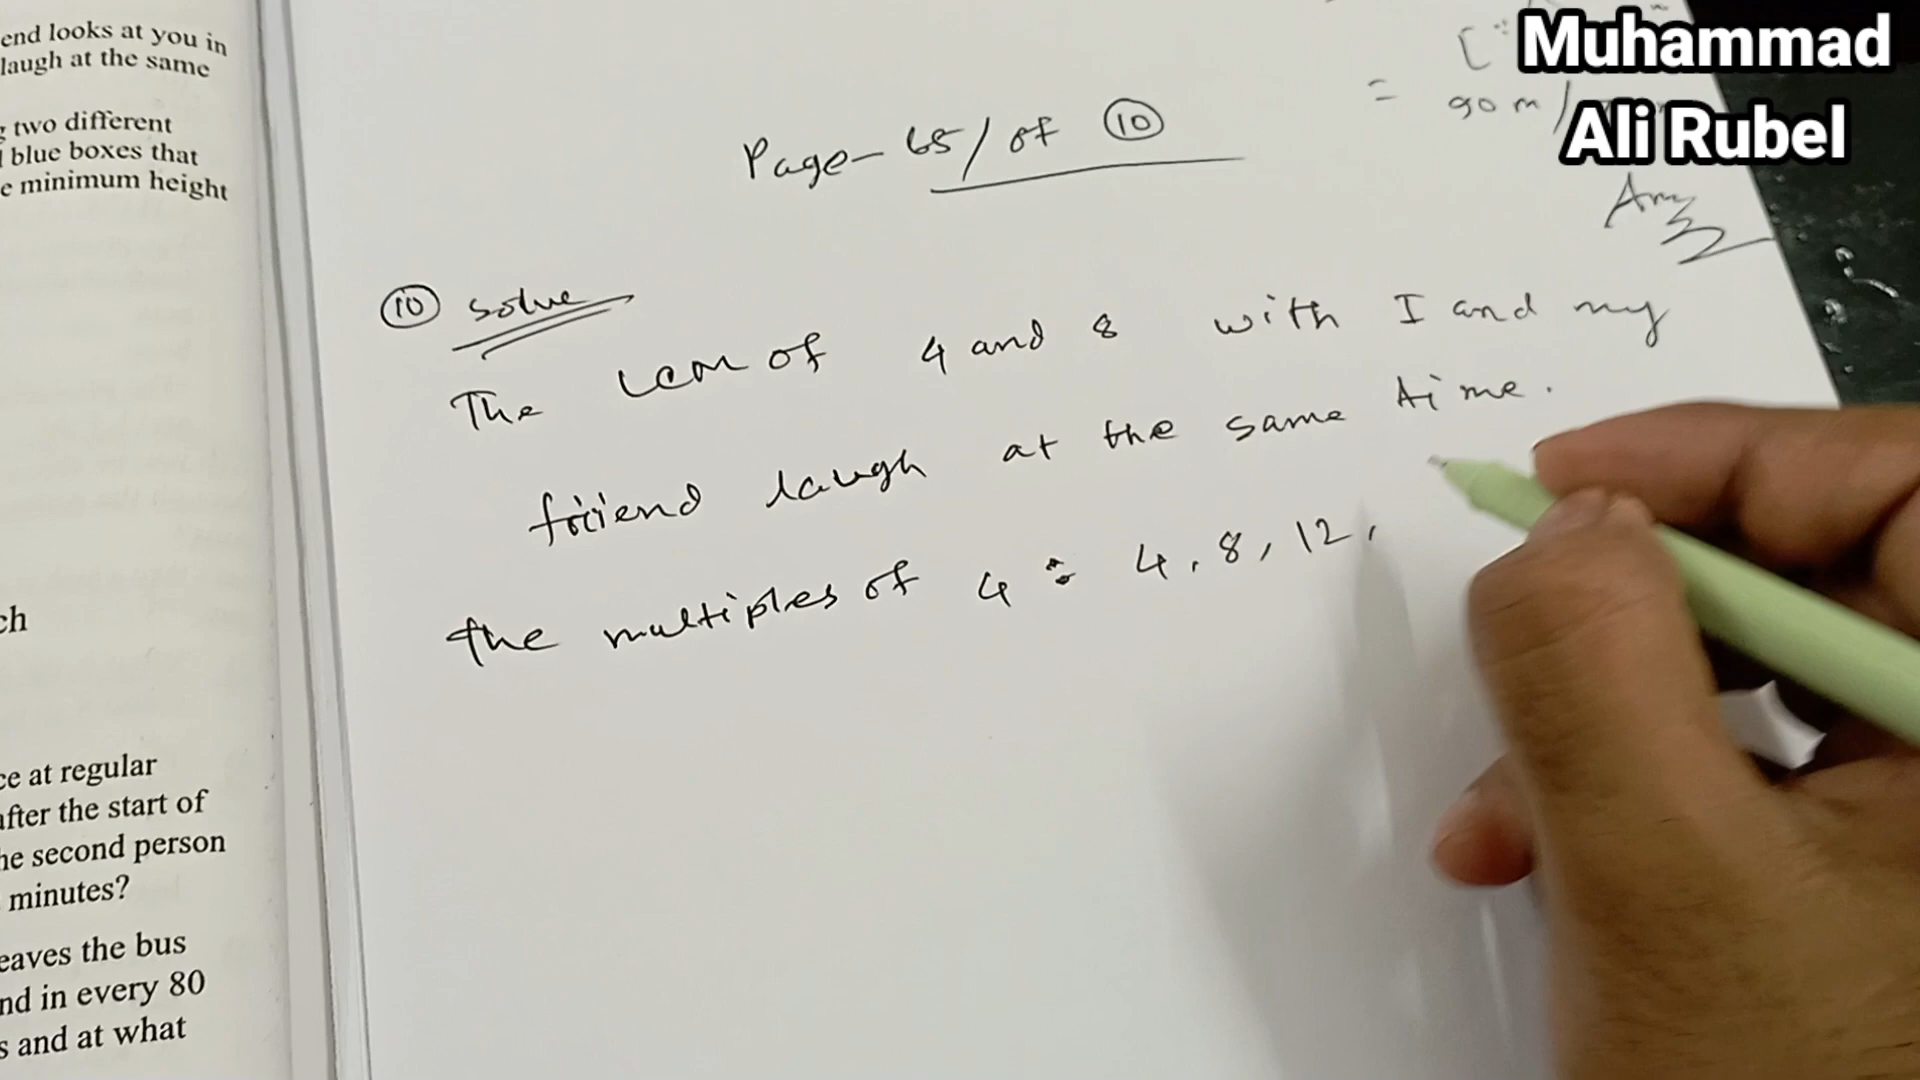 end looks at you in
laugh at the same
two different
blue boxes that
e minimum height
ch
ce at regular
after the start of
he second person
minutes?
eaves the bus
nd in every 80
s and at what
Muhammad
Ali Rubel
= 90 m/
Ans
Page- 65/ of 10
10 solve
The LCM of 4 and 8 with I and my
friend laugh at the same time.
the multiples of 4 : 4, 8, 12,